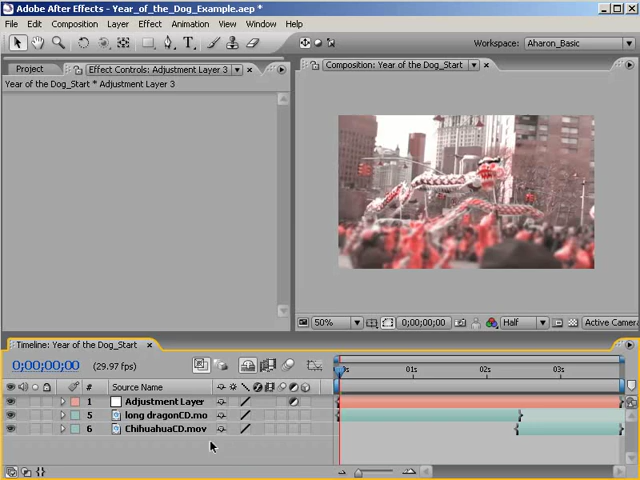 Adobe After Effects - Year_of_the_Dog_Example.aep *
File Edit Composition Layer Effect Animation View Window Help
Workspace: Aharon_Basic
Project Effect Controls: Adjustment Layer 3
Composition: Year of the Dog_Start
Year of the Dog_Start * Adjustment Layer 3
50% 0;00;00;00 Half Active Camera
Timeline: Year of the Dog_Start
0;00;00;00 (29.97 fps)
# Source Name
01s 02s 03s
1 Adjustment Layer
5 long dragonCD.mo
6 ChihuahuaCD.mov